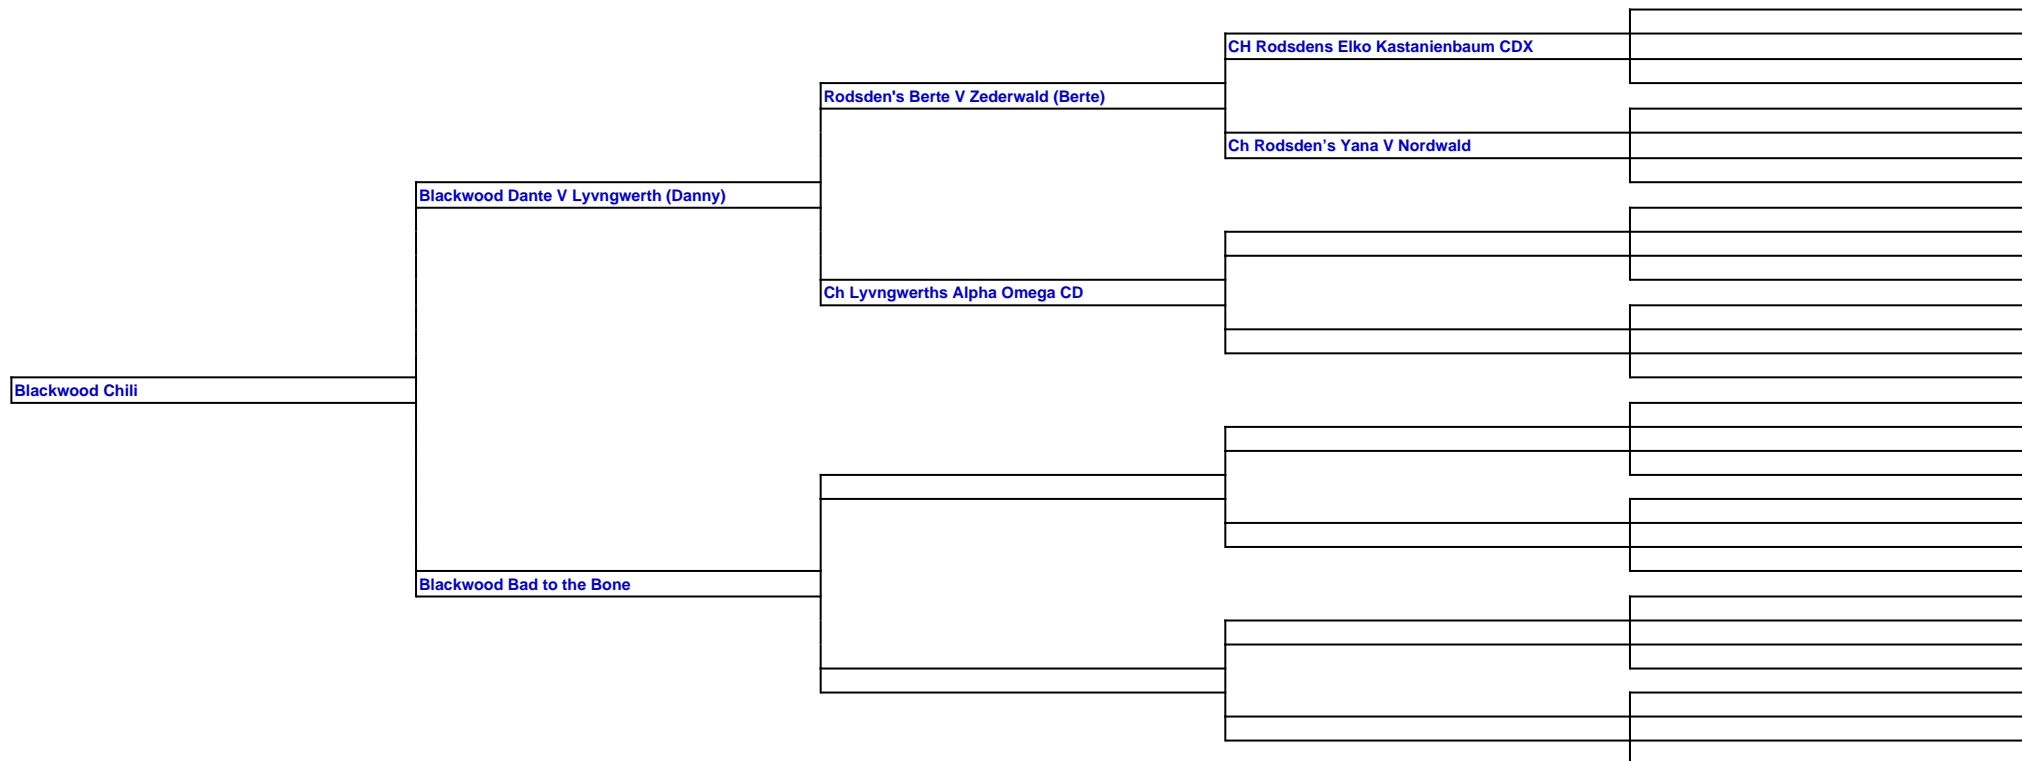 CH Rodsdens Elko Kastanienbaum CDX
Rodsden's Berte V Zederwald (Berte)
Ch Rodsden’s Yana V Nordwald
Blackwood Dante V Lyvngwerth (Danny)
Ch Lyvngwerths Alpha Omega CD
Blackwood Chili
Blackwood Bad to the Bone